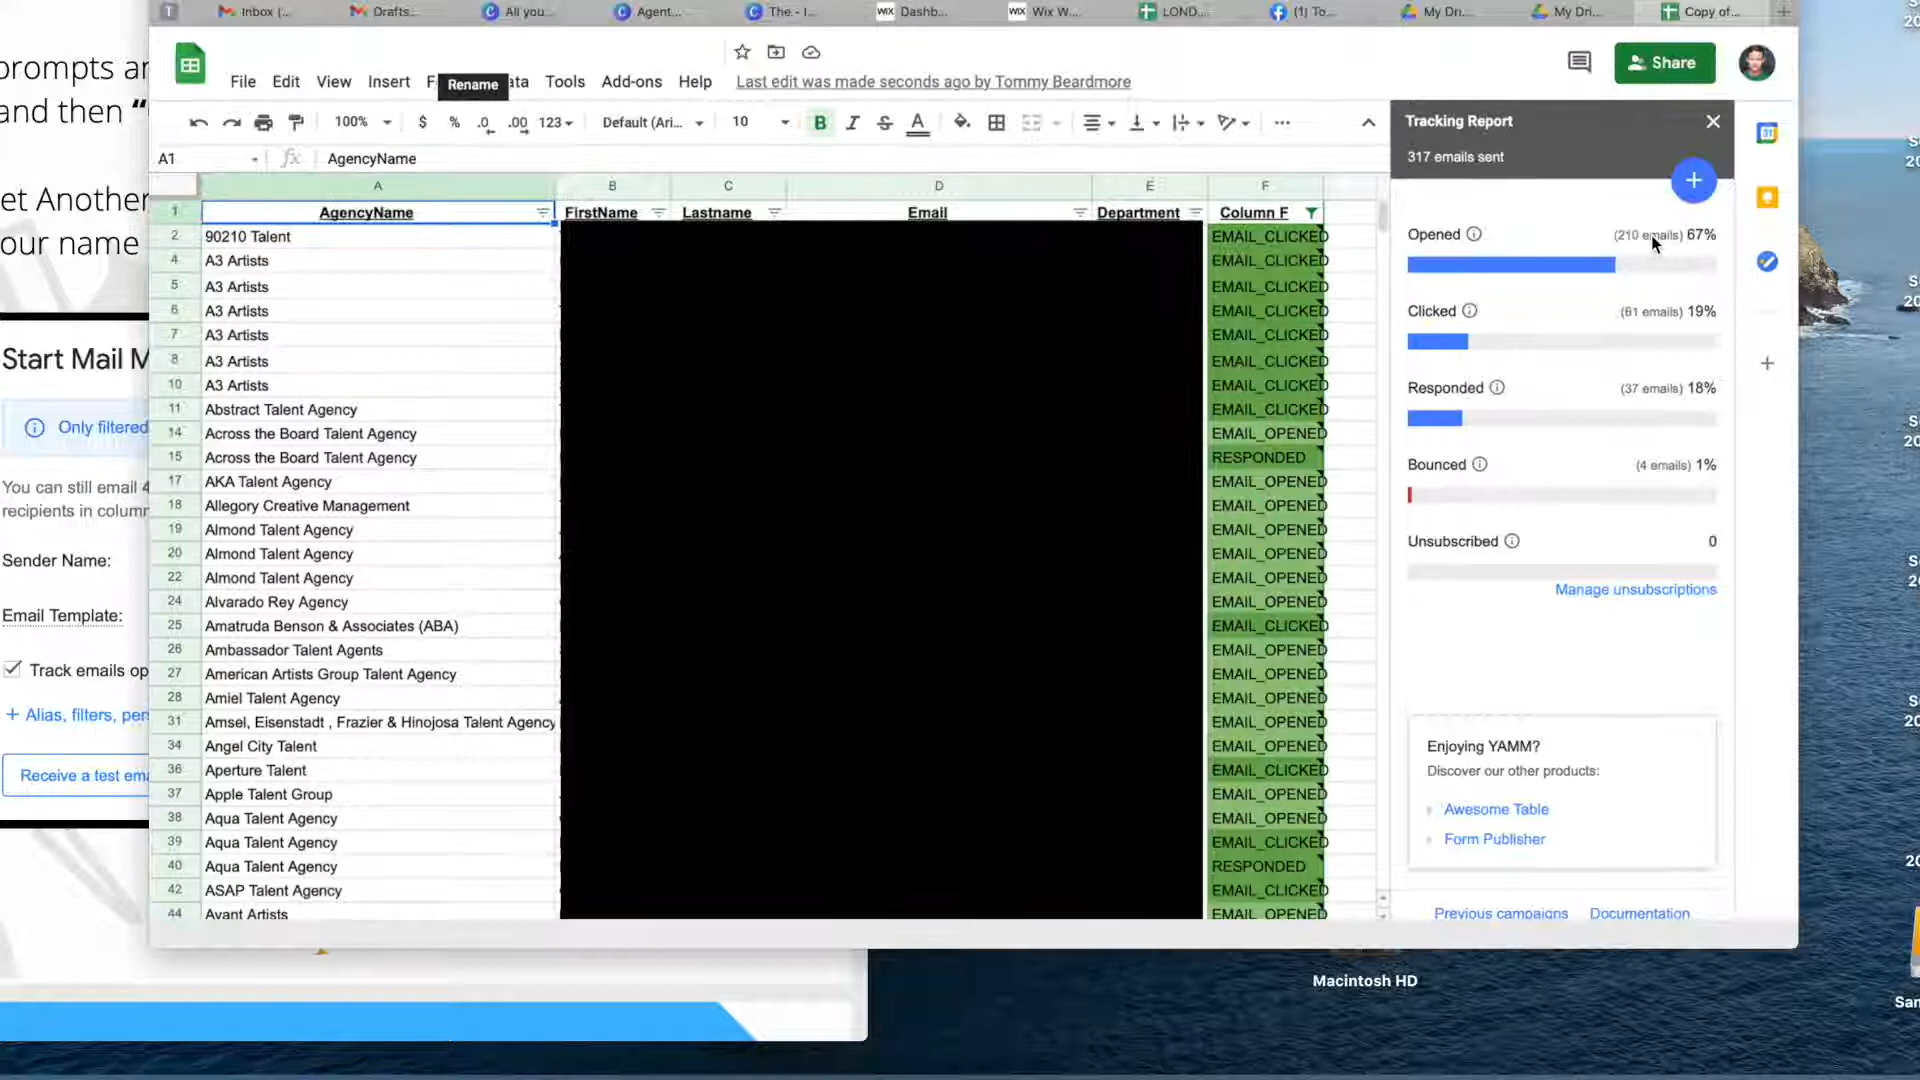 Inbox (...
Drafts...
All you...
Agent...
The - I...
WIX Dashb...
WIX Wix W...
LOND...
(1) To...
My Dri...
My Dri...
Copy of...
prompts an
and then “
et Another
our name
Start Mail M
Only filtered
You can still email 4
recipients in column
Sender Name:
Email Template:
Track emails op
+ Alias, filters, pers
Receive a test ema
File Edit View Insert F Rename ata Tools Add-ons Help Last edit was made seconds ago by Tommy Beardmore
Share
100% $ % .0 .00 123 Default (Ari... 10 B I S A
A1 fx AgencyName
A B C D E F
1 AgencyName FirstName Lastname Email Department Column F
2 90210 Talent EMAIL_CLICKED
4 A3 Artists EMAIL_CLICKED
5 A3 Artists EMAIL_CLICKED
6 A3 Artists EMAIL_CLICKED
7 A3 Artists EMAIL_CLICKED
8 A3 Artists EMAIL_CLICKED
10 A3 Artists EMAIL_CLICKED
11 Abstract Talent Agency EMAIL_CLICKED
14 Across the Board Talent Agency EMAIL_OPENED
15 Across the Board Talent Agency RESPONDED
17 AKA Talent Agency EMAIL_OPENED
18 Allegory Creative Management EMAIL_OPENED
19 Almond Talent Agency EMAIL_OPENED
20 Almond Talent Agency EMAIL_OPENED
22 Almond Talent Agency EMAIL_OPENED
24 Alvarado Rey Agency EMAIL_OPENED
25 Amatruda Benson & Associates (ABA) EMAIL_CLICKED
26 Ambassador Talent Agents EMAIL_OPENED
27 American Artists Group Talent Agency EMAIL_OPENED
28 Amiel Talent Agency EMAIL_OPENED
31 Amsel, Eisenstadt , Frazier & Hinojosa Talent Agency EMAIL_OPENED
34 Angel City Talent EMAIL_OPENED
36 Aperture Talent EMAIL_CLICKED
37 Apple Talent Group EMAIL_OPENED
38 Aqua Talent Agency EMAIL_OPENED
39 Aqua Talent Agency EMAIL_CLICKED
40 Aqua Talent Agency RESPONDED
42 ASAP Talent Agency EMAIL_CLICKED
44 Avant Artists EMAIL_OPENED
Tracking Report
317 emails sent
Opened (210 emails) 67%
Clicked (61 emails) 19%
Responded (37 emails) 18%
Bounced (4 emails) 1%
Unsubscribed 0
Manage unsubscriptions
Enjoying YAMM?
Discover our other products:
Awesome Table
Form Publisher
Previous campaigns Documentation
31
Macintosh HD
San